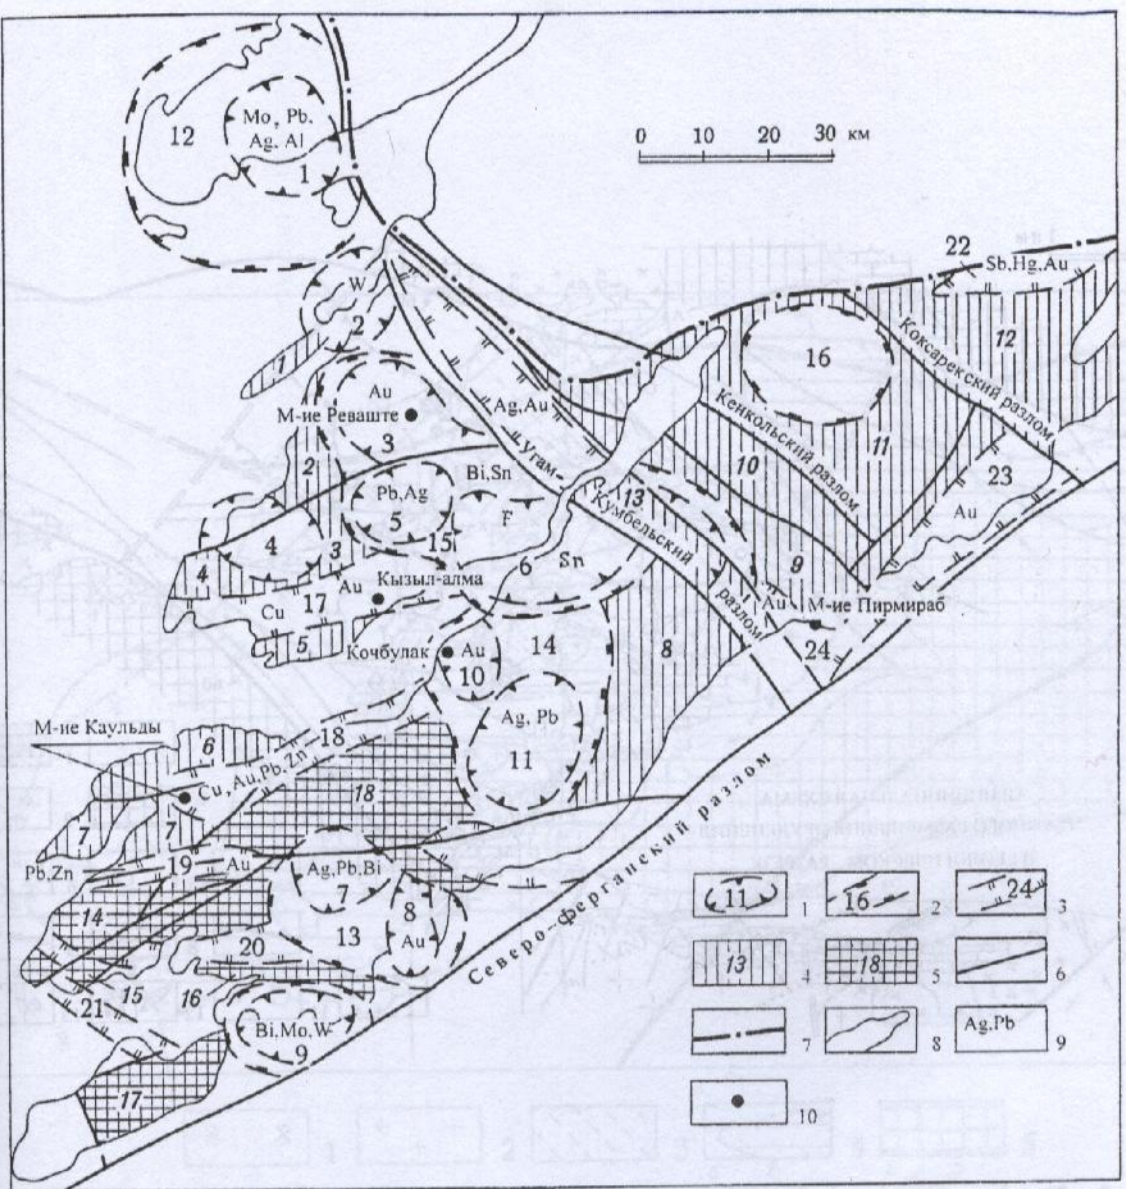 0 10 20 30 км
12
Mo, Pb,
Ag, Al
1
22
Sb,Hg,Au
W
2
1
16
Коксарекский разлом
12
Au
М-ие Реваште
3
Ag,Au
Кенкольский разлом
11
2
Угам-
Кумбельский
разлом
10
23
Au
Bi,Sn
Pb,Ag
5
F
13
15
4
3
4
6
Sn
9
Кызыл-алма
Au
17
Cu
5
Au
М-ие Пирмираб
24
Кочбулак
Au
10
14
8
М-ие Каульды
6
18
Ag, Pb
11
Cu, Au,Pb,Zn
18
7
7
Pb,Zn
19
Au
Ag,Pb,Bi
7
8
14
13
Au
20
Северо-ферганский разлом
15
16
21
Bi,Mo,W
9
17
11 1
16 2
24 3
13 4
18 5
6
7
8
Ag,Pb 9
10